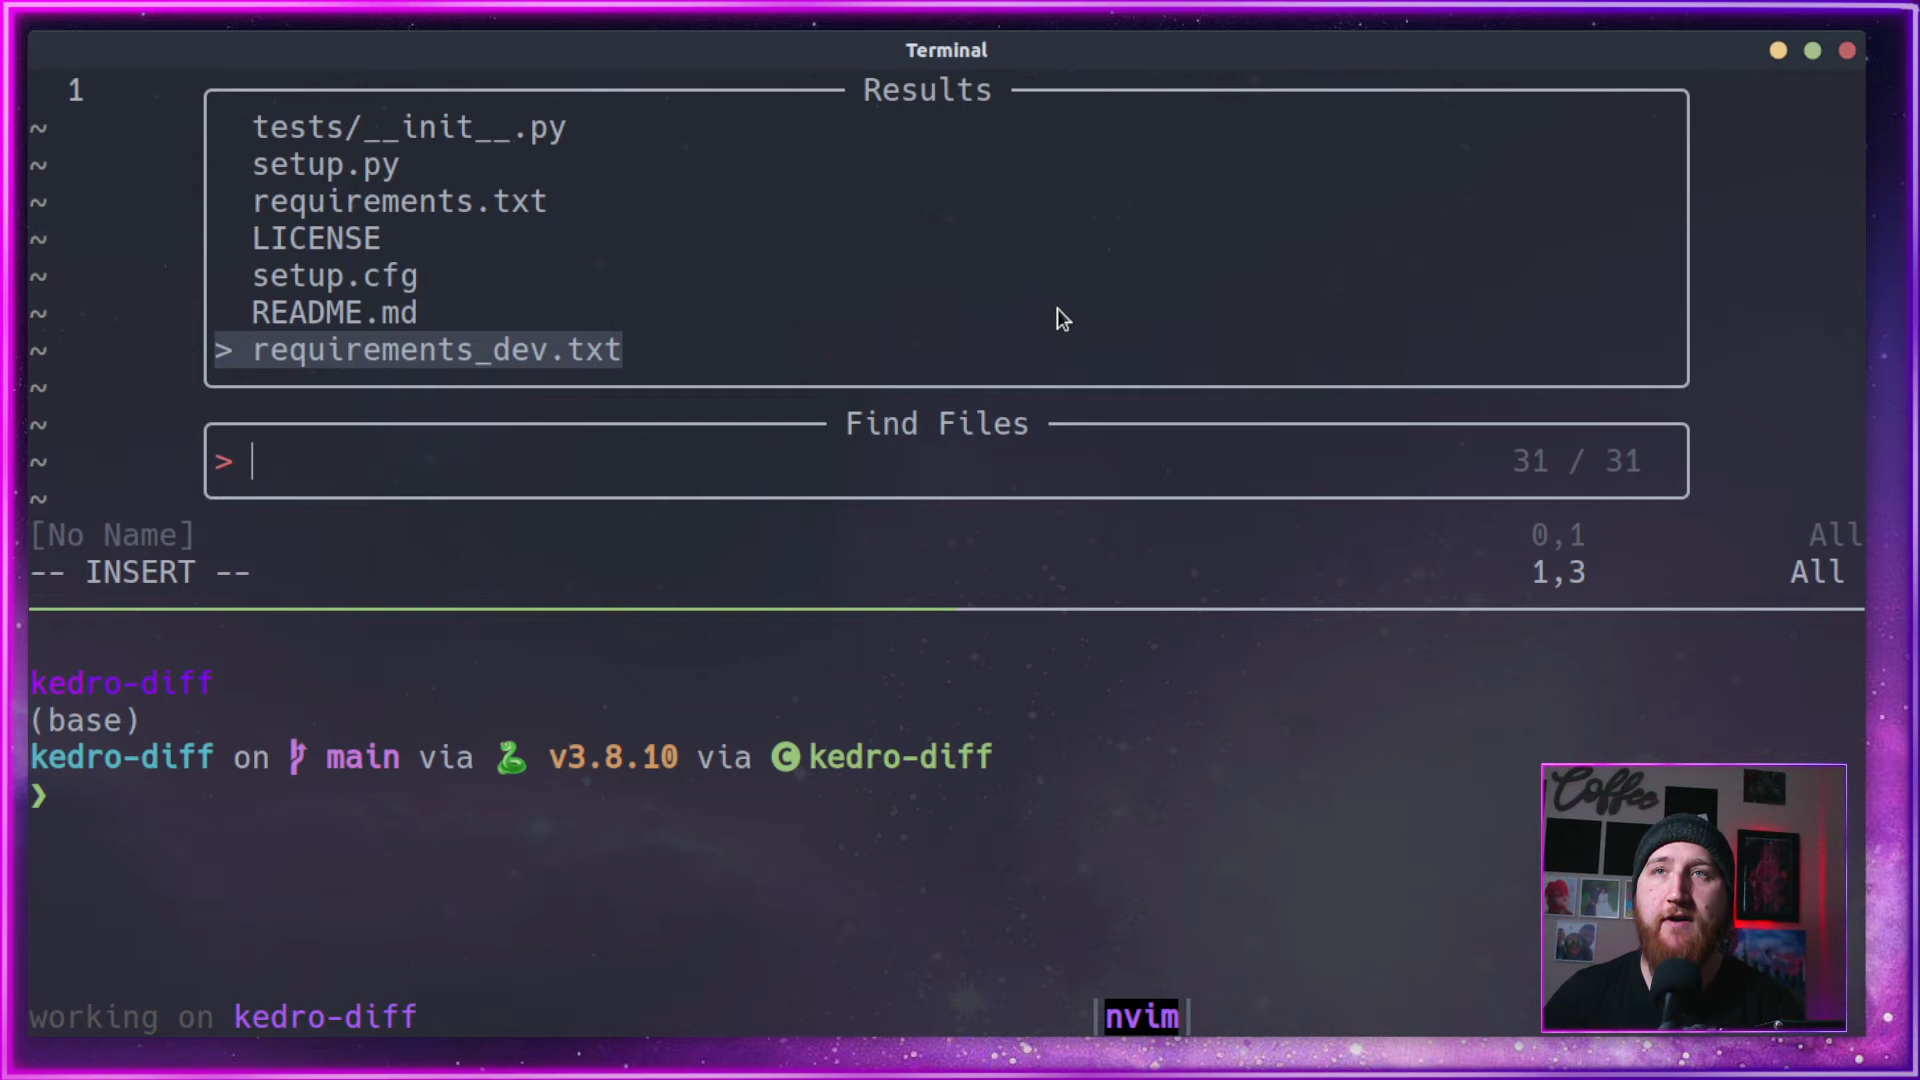 Terminal
1
Results
~ tests/__init__.py
~ setup.py
~ requirements.txt
~ LICENSE
~ setup.cfg
~ README.md
~ > requirements_dev.txt
~
~ Find Files
~ > 31 / 31
~
[No Name] 0,1 All
-- INSERT -- 1,3 All
kedro-diff
(base)
kedro-diff on main via v3.8.10 via C kedro-diff
❯
working on kedro-diff |nvim|
Coffee